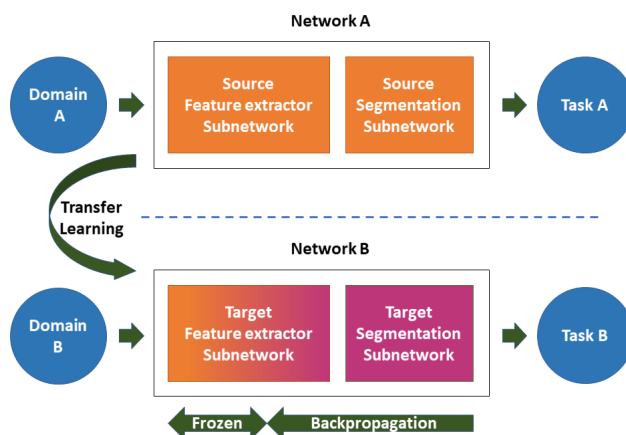 Network A
Domain
A
Source
Feature extractor
Subnetwork
Source
Segmentation
Subnetwork
Task A
Transfer
Learning
Network B
Domain
B
Target
Feature extractor
Subnetwork
Target
Segmentation
Subnetwork
Task B
Frozen
Backpropagation